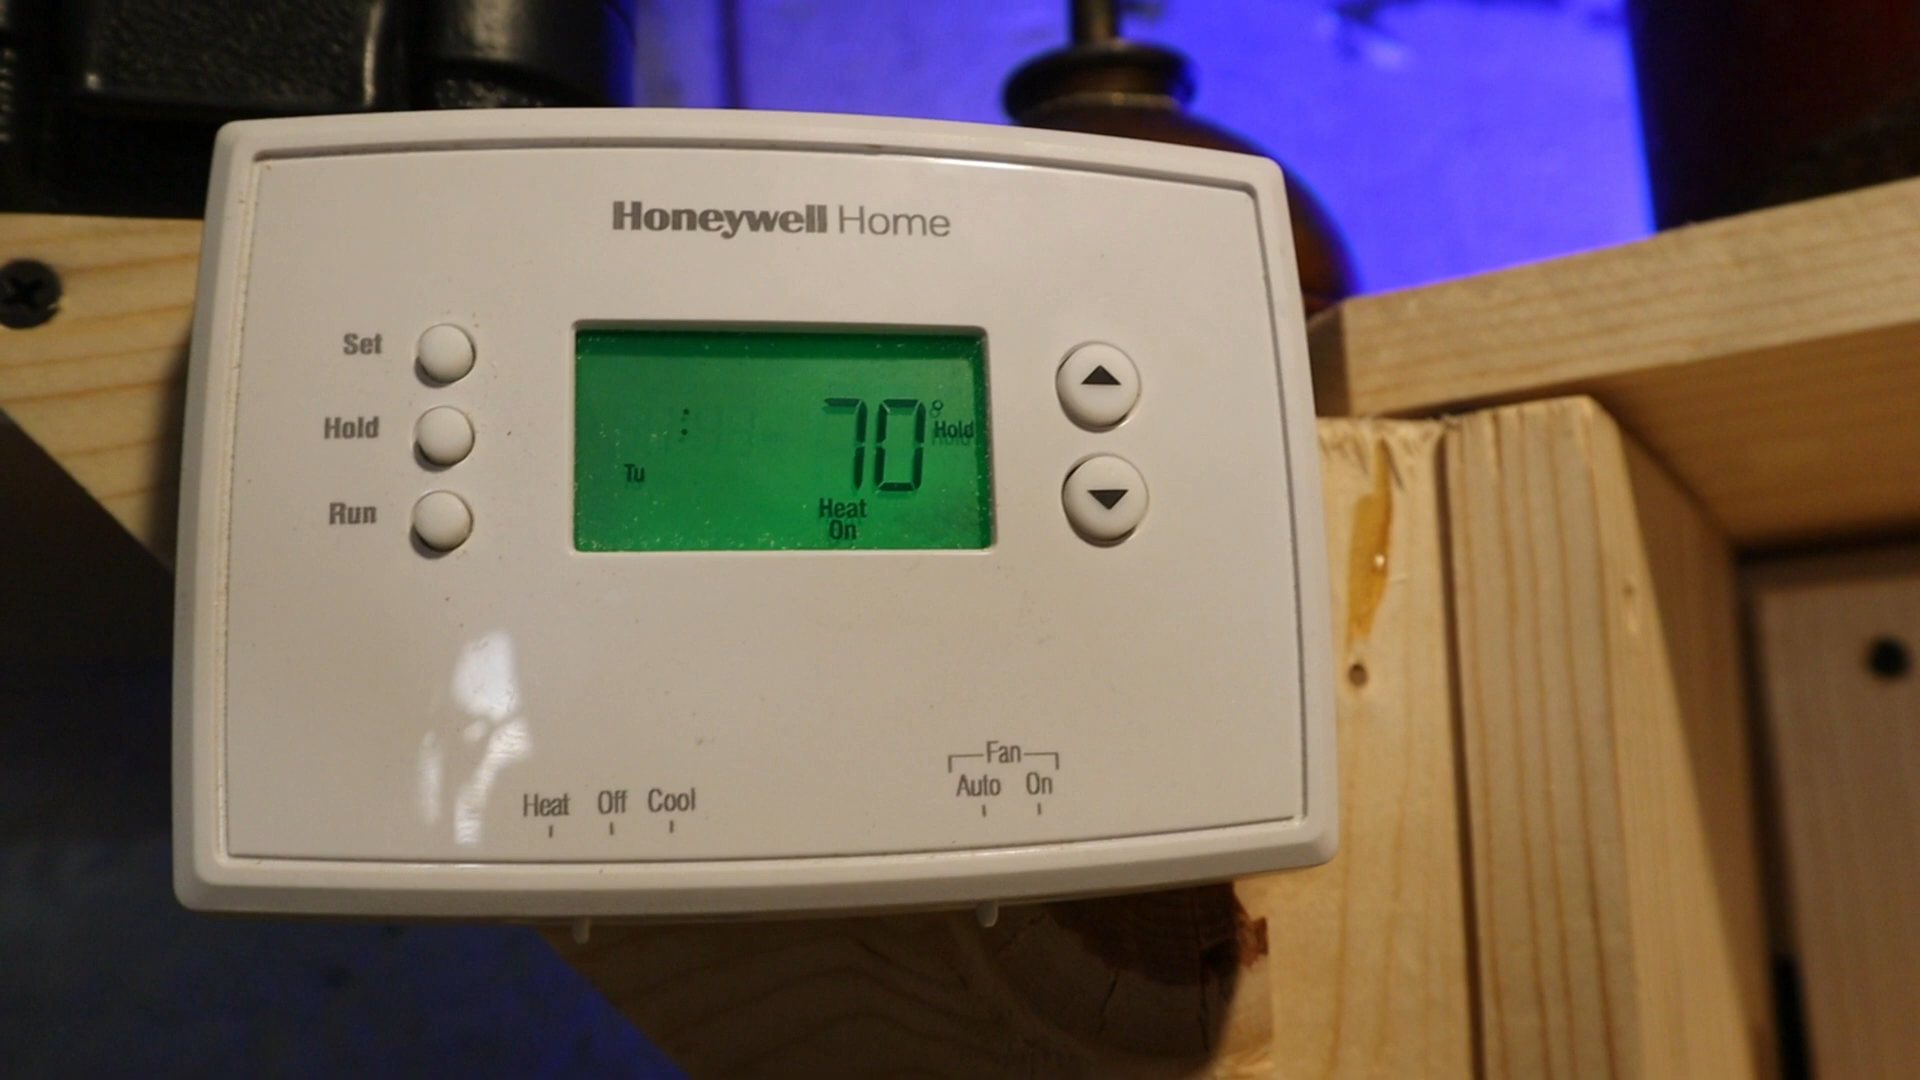 Honeywell Home
Set
Hold
Run
:
70°
Hold
Tu
Heat
On
Heat Off Cool
Fan
Auto On